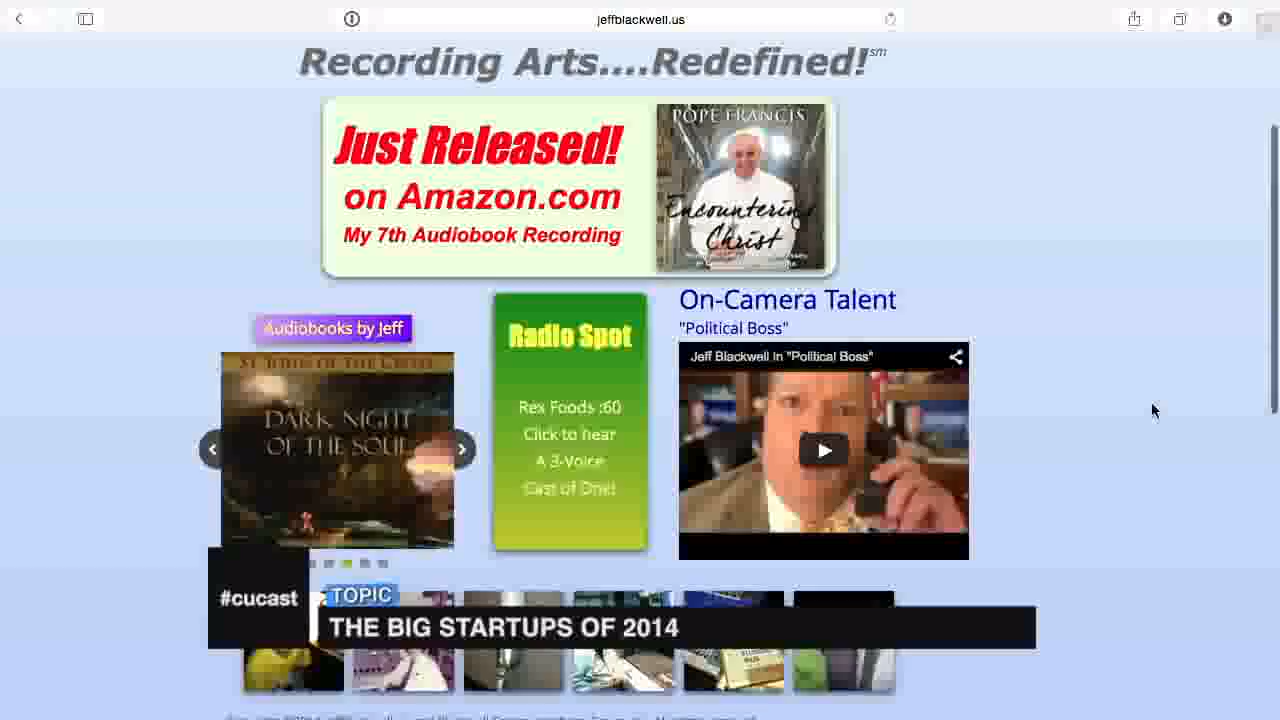 jeffblackwell.us
Recording Arts....Redefined!℠
Just Released!
on Amazon.com
My 7th Audiobook Recording
POPE FRANCIS
Encountering
Christ
On-Camera Talent
"Political Boss"
Jeff Blackwell in "Political Boss"
Audiobooks by Jeff
DARK NIGHT
OF THE SOUL
Radio Spot
Rex Foods :60
Click to hear
A 3-Voice
Cast of One!
#cucast
TOPIC
THE BIG STARTUPS OF 2014